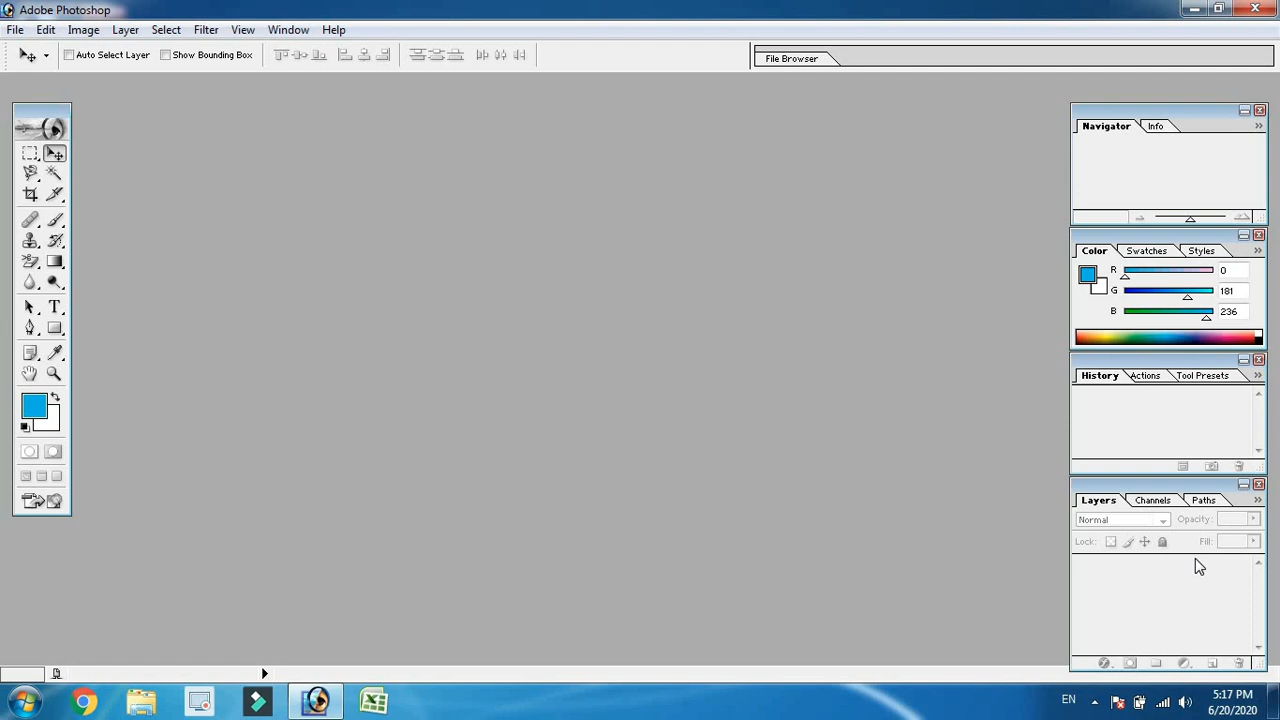 Adobe Photoshop
File Edit Image Layer Select Filter View Window Help
Auto Select Layer Show Bounding Box File Browser
Navigator Info
Color Swatches Styles
R 0
G 181
B 236
History Actions Tool Presets
Layers Channels Paths
Normal Opacity:
Lock: Fill:
T
EN 5:17 PM
6/20/2020